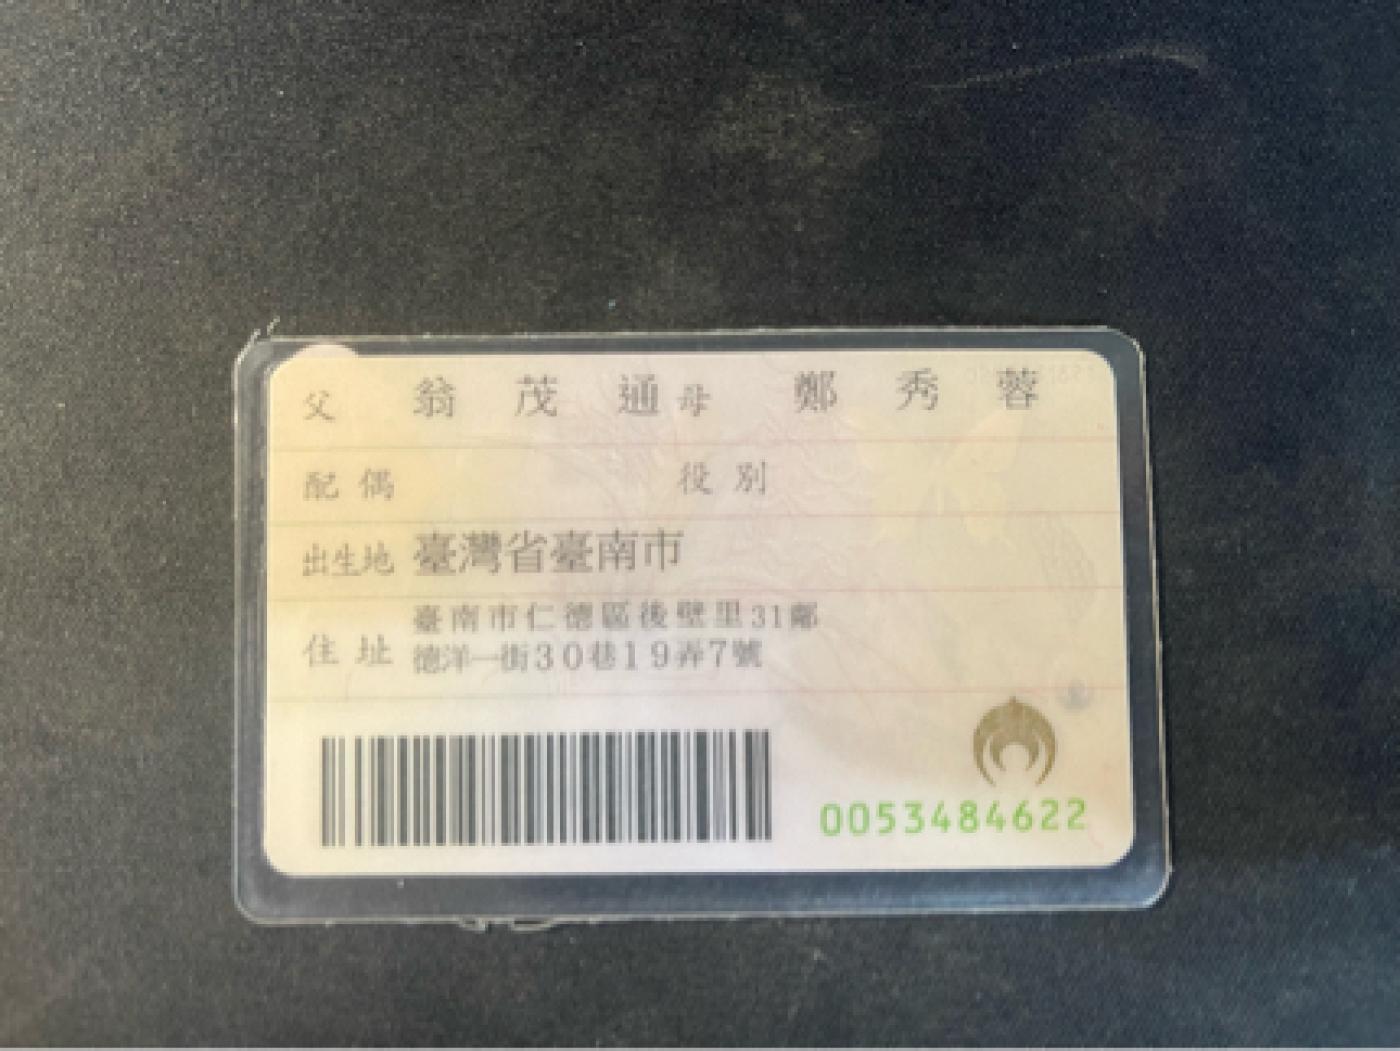 父 翁茂通 母 鄭秀蓉
配偶 役別
出生地 臺灣省臺南市
住址 臺南市仁德區後壁里31鄰
德洋一街30巷19弄7號
0053484622